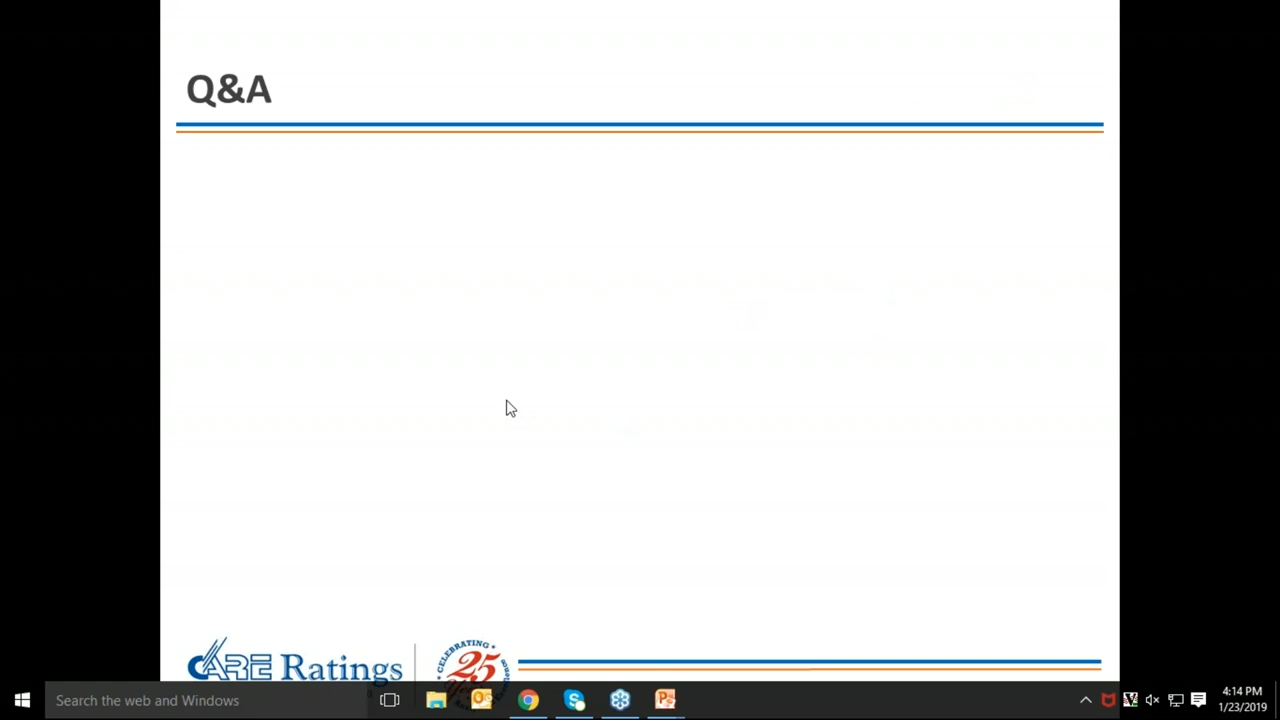 Q&A
CARE Ratings
CELEBRATING
25
Search the web and Windows
4:14 PM
1/23/2019